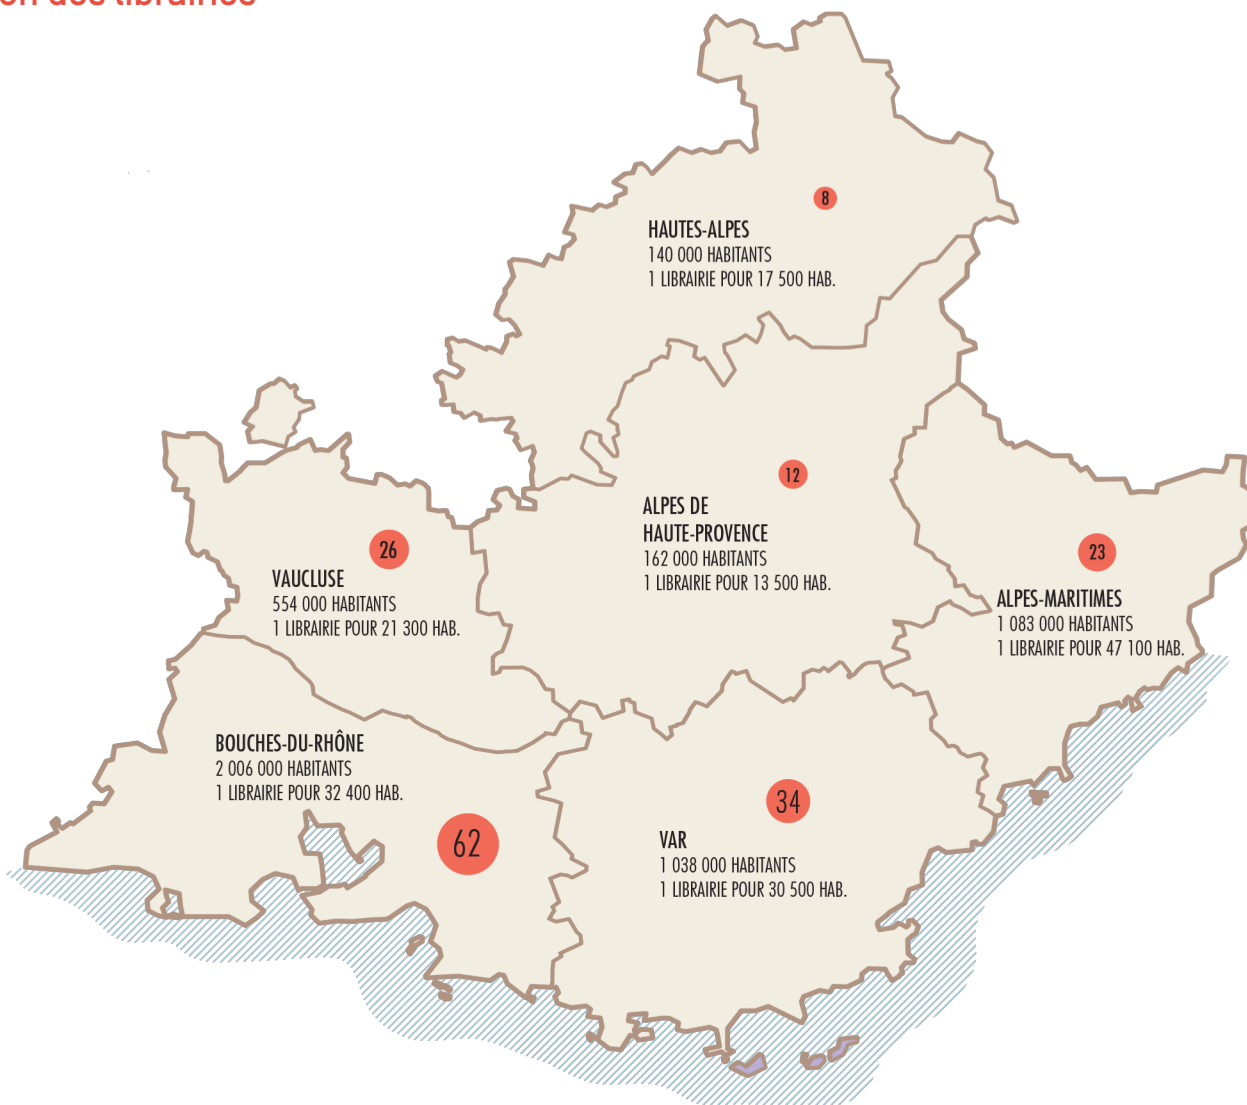 on des librairies
8
HAUTES-ALPES
140 000 HABITANTS
1 LIBRAIRIE POUR 17 500 HAB.
12
ALPES DE
HAUTE-PROVENCE
162 000 HABITANTS
1 LIBRAIRIE POUR 13 500 HAB.
26
VAUCLUSE
554 000 HABITANTS
1 LIBRAIRIE POUR 21 300 HAB.
23
ALPES-MARITIMES
1 083 000 HABITANTS
1 LIBRAIRIE POUR 47 100 HAB.
BOUCHES-DU-RHÔNE
2 006 000 HABITANTS
1 LIBRAIRIE POUR 32 400 HAB.
62
34
VAR
1 038 000 HABITANTS
1 LIBRAIRIE POUR 30 500 HAB.